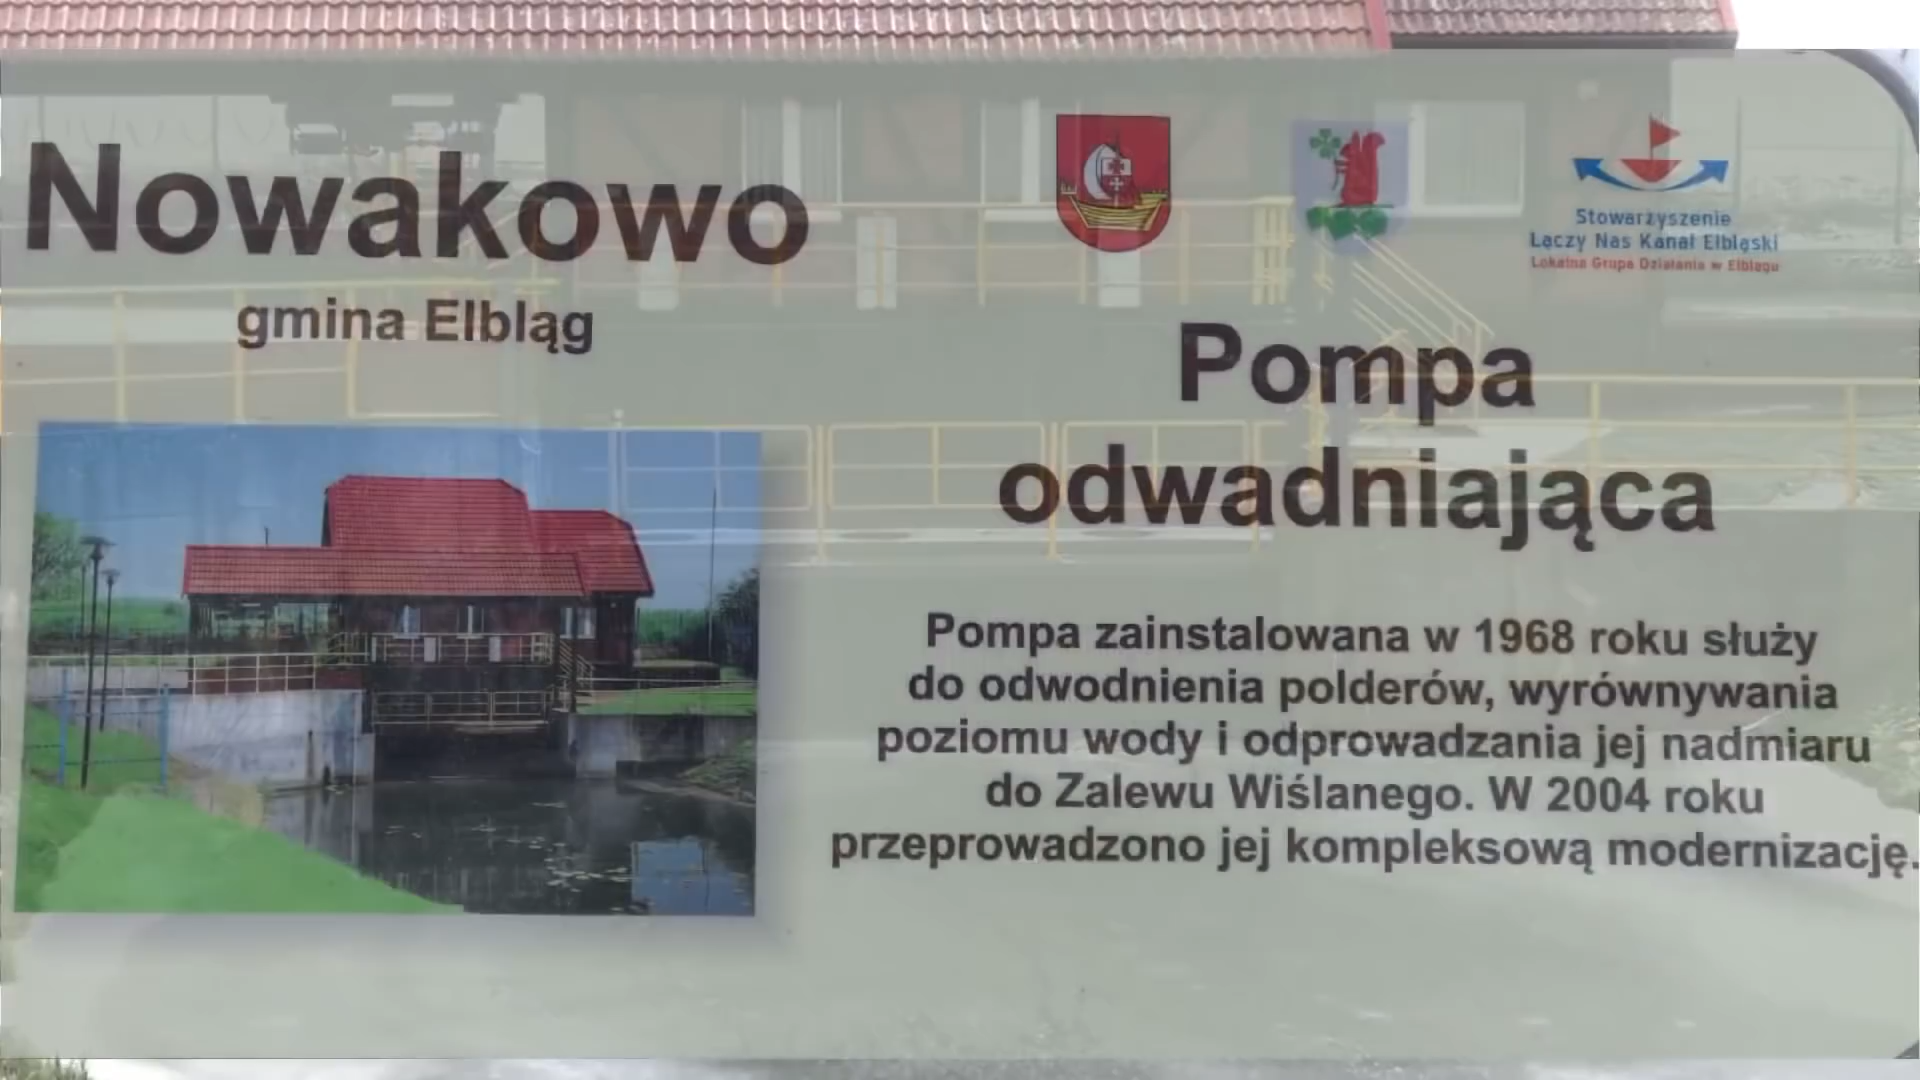 Nowakowo
gmina Elbląg
Stowarzyszenie
Łączy Nas Kanał Elbląski
Lokalna Grupa Działania w Elblągu
Pompa
odwadniająca
Pompa zainstalowana w 1968 roku służy
do odwodnienia polderów, wyrównywania
poziomu wody i odprowadzania jej nadmiaru
do Zalewu Wiślanego. W 2004 roku
przeprowadzono jej kompleksową modernizację.